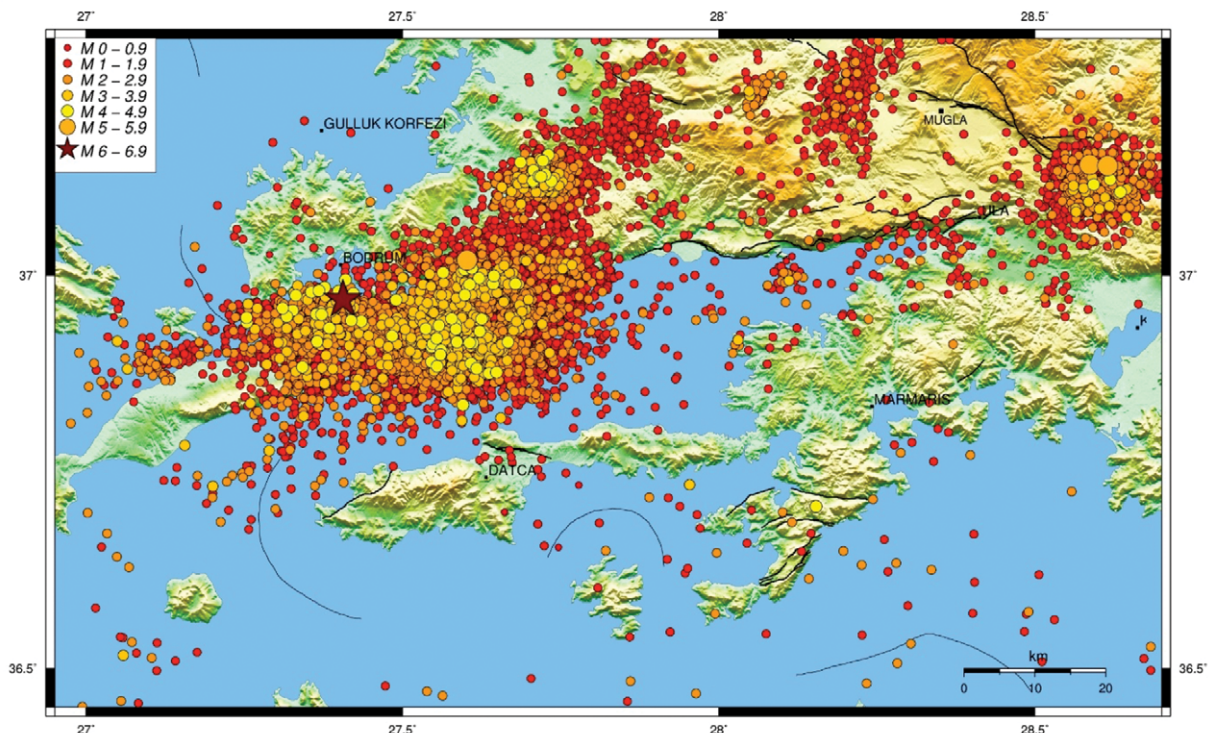 27° 27.5° 28° 28.5°
M 0 – 0.9
M 1 – 1.9
M 2 – 2.9
M 3 – 3.9
M 4 – 4.9
M 5 – 5.9
M 6 – 6.9
GULLUK KORFEZI
MUGLA
ULA
BODRUM
37° 37°
K
MARMARIS
DATCA
36.5° 36.5°
km
0 10 20
27° 27.5° 28° 28.5°